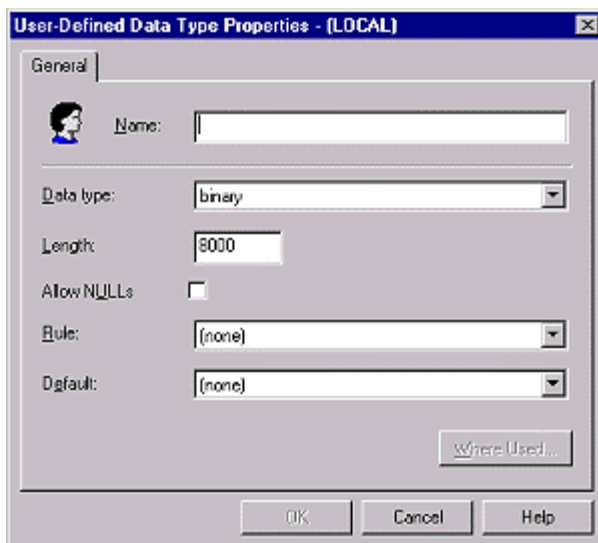 User-Defined Data Type Properties - (LOCAL)
General
Name:
Data type: binary
Length: 8000
Allow NULLs
Rule: (none)
Default: (none)
Where Used...
OK Cancel Help